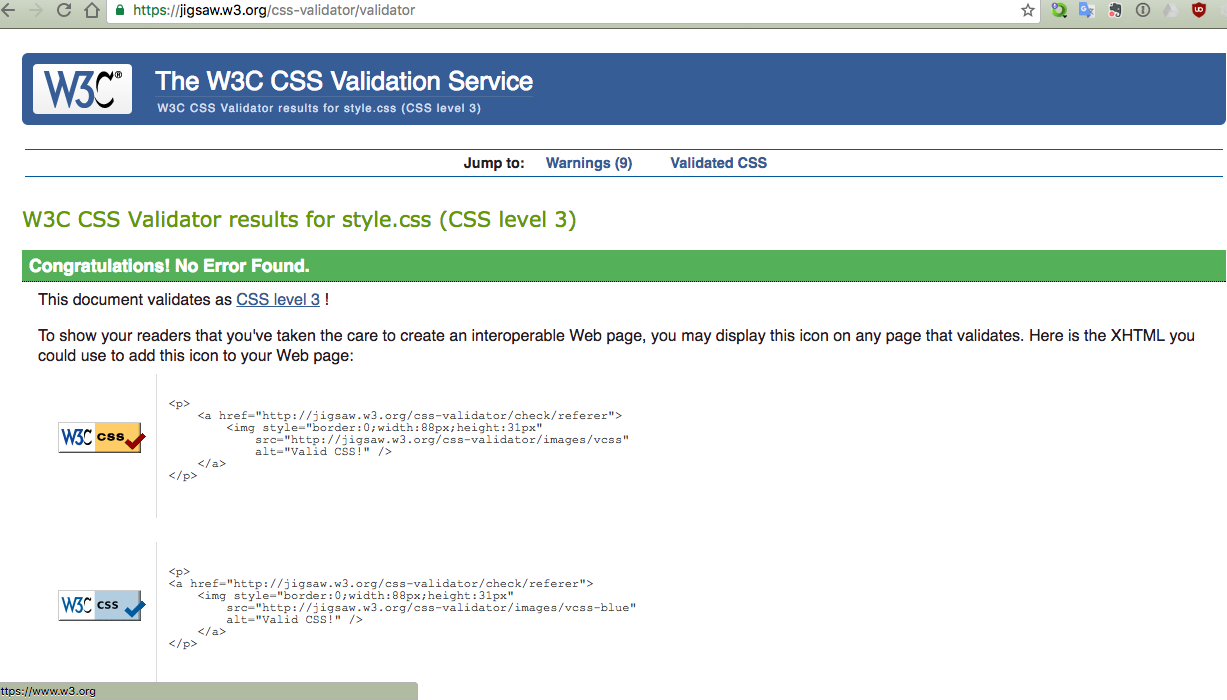 https://jigsaw.w3.org/css-validator/validator
W3C®
The W3C CSS Validation Service
W3C CSS Validator results for style.css (CSS level 3)
Jump to: Warnings (9) Validated CSS
W3C CSS Validator results for style.css (CSS level 3)
Congratulations! No Error Found.
This document validates as CSS level 3 !
To show your readers that you've taken the care to create an interoperable Web page, you may display this icon on any page that validates. Here is the XHTML you
could use to add this icon to your Web page:
<p>
<a href="http://jigsaw.w3.org/css-validator/check/referer">
<img style="border:0;width:88px;height:31px"
W3C css
src="http://jigsaw.w3.org/css-validator/images/vcss"
alt="Valid CSS!" />
</a>
</p>
<p>
<a href="http://jigsaw.w3.org/css-validator/check/referer">
<img style="border:0;width:88px;height:31px"
W3C css
src="http://jigsaw.w3.org/css-validator/images/vcss-blue"
alt="Valid CSS!" />
</a>
</p>
ttps://www.w3.org